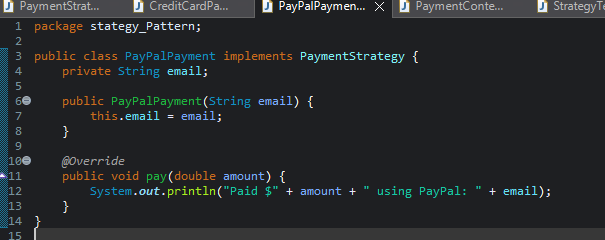 PaymentStrat... CreditCardPa... PayPalPaymen... PaymentConte... StrategyTe
1 package stategy_Pattern;
2
3 public class PayPalPayment implements PaymentStrategy {
4     private String email;
5
6     public PayPalPayment(String email) {
7         this.email = email;
8     }
9
10     @Override
11     public void pay(double amount) {
12         System.out.println("Paid $" + amount + " using PayPal: " + email);
13     }
14 }
15